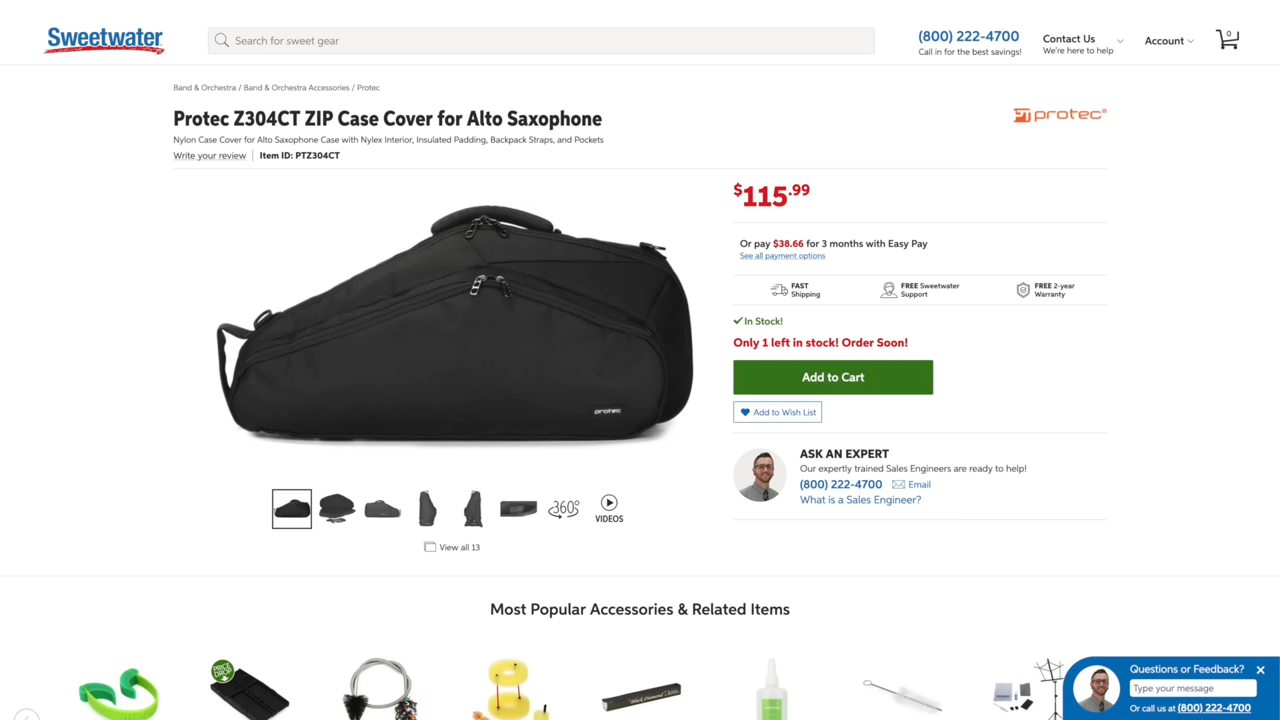 Sweetwater
Search for sweet gear
(800) 222-4700
Call in for the best savings!
Contact Us
We're here to help
Account
0
Band & Orchestra / Band & Orchestra Accessories / Protec
Protec Z304CT ZIP Case Cover for Alto Saxophone
Nylon Case Cover for Alto Saxophone Case with Nylex Interior, Insulated Padding, Backpack Straps, and Pockets
Write your review
Item ID: PTZ304CT
PT protec®
$115.99
Or pay $38.66 for 3 months with Easy Pay
See all payment options
FAST
Shipping
FREE Sweetwater
Support
FREE 2-year
Warranty
In Stock!
Only 1 left in stock! Order Soon!
Add to Cart
Add to Wish List
protec
ASK AN EXPERT
Our expertly trained Sales Engineers are ready to help!
(800) 222-4700
Email
What is a Sales Engineer?
360°
VIDEOS
View all 13
Most Popular Accessories & Related Items
PRICE
DROP
Black Diamond
Questions or Feedback?
Type your message
Or call us at (800) 222-4700